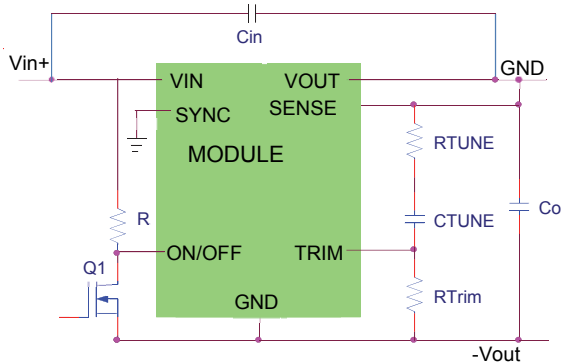 Cin
Vin+
GND
VIN
VOUT
SYNC
SENSE
MODULE
RTUNE
R
CTUNE
Co
ON/OFF
TRIM
Q1
RTrim
GND
-Vout